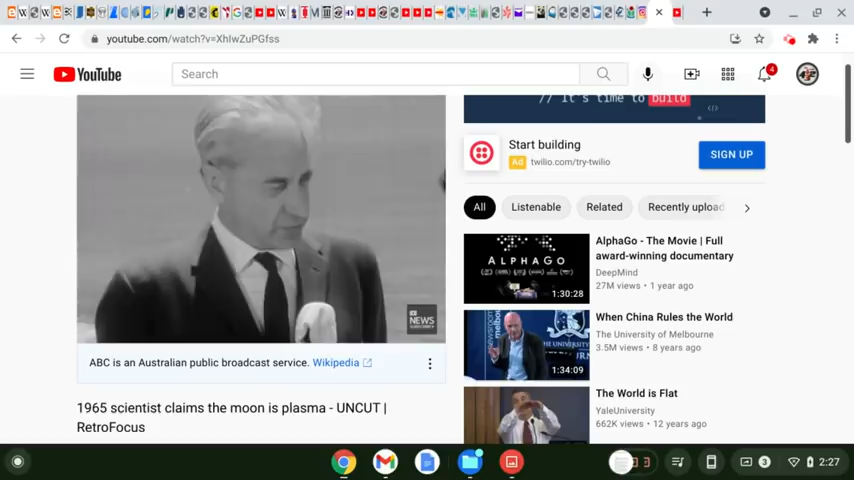 youtube.com/watch?v=XhIwZuPGfss
YouTube
Search
4
// It's time to build
Start building
Ad twilio.com/try-twilio
SIGN UP
All
Listenable
Related
Recently upload
ALPHAGO
1:30:28
AlphaGo - The Movie | Full
award-winning documentary
DeepMind
27M views • 1 year ago
NEWS
1:34:09
When China Rules the World
The University of Melbourne
3.5M views • 8 years ago
ABC is an Australian public broadcast service. Wikipedia
The World is Flat
YaleUniversity
662K views • 12 years ago
1965 scientist claims the moon is plasma - UNCUT |
RetroFocus
3
2:27